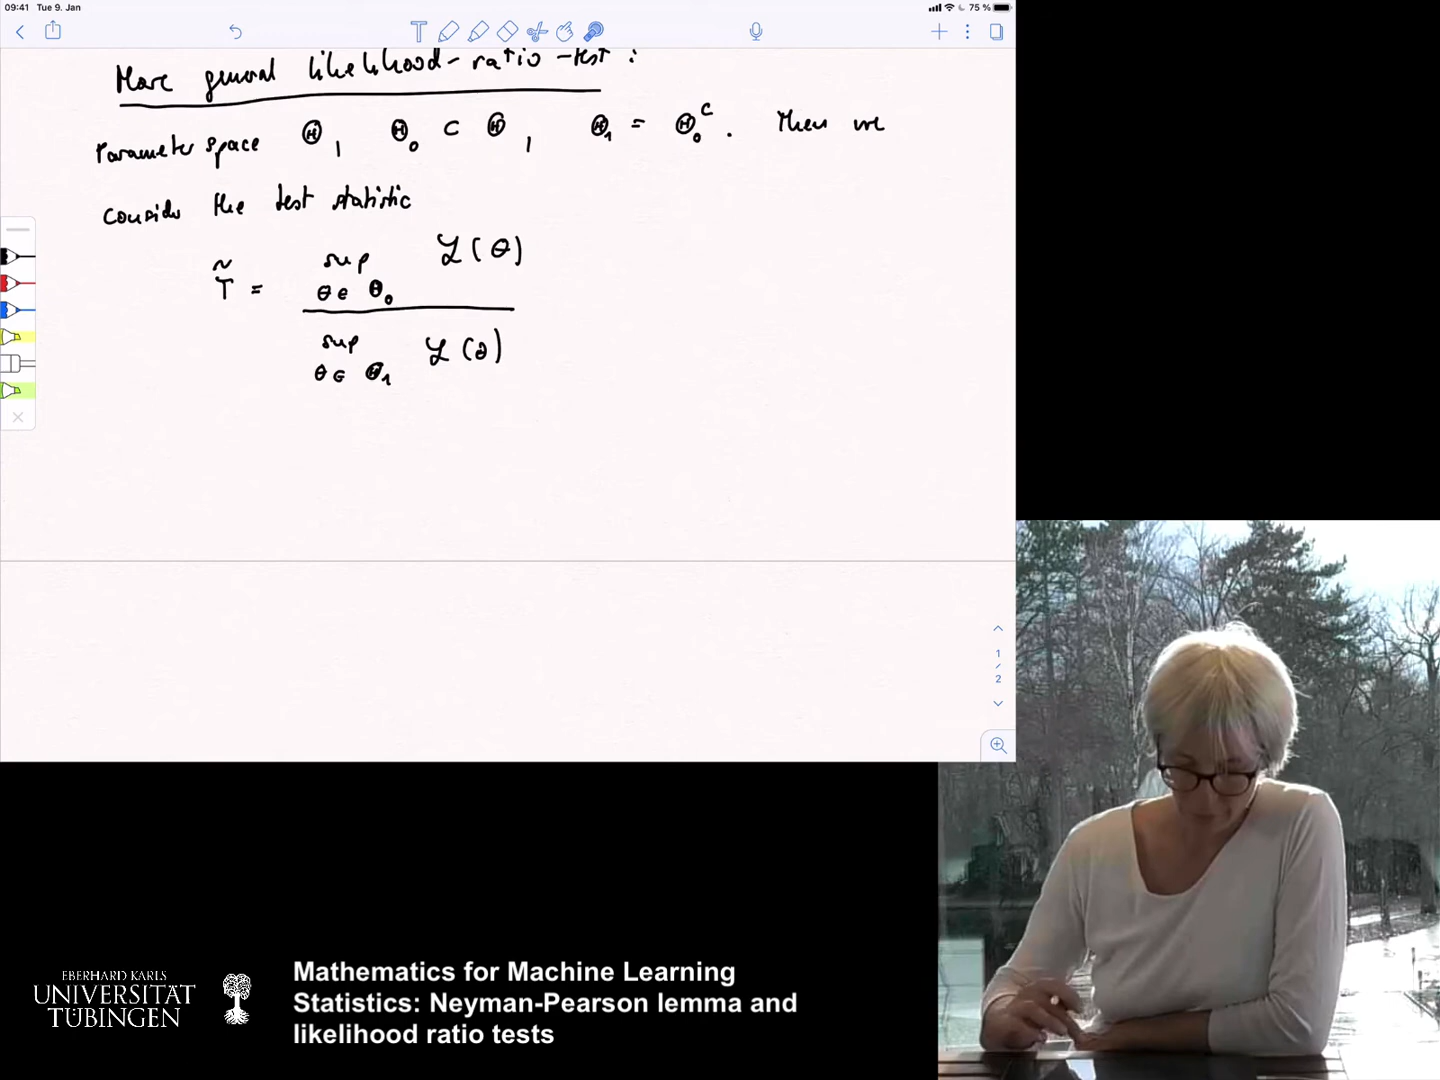 09:41 Tue 9. Jan
75 %
More general likelihood-ratio-test:
Parameter space Θ, Θ₀ ⊂ Θ, Θ₁ = Θ₀ᶜ. Then we
consider the test statistic
T̃ = sup θ∈Θ₀ ℒ(θ)
sup θ∈Θ₁ ℒ(θ)
1
/
2
EBERHARD KARLS
UNIVERSITÄT
TÜBINGEN
Mathematics for Machine Learning
Statistics: Neyman-Pearson lemma and
likelihood ratio tests